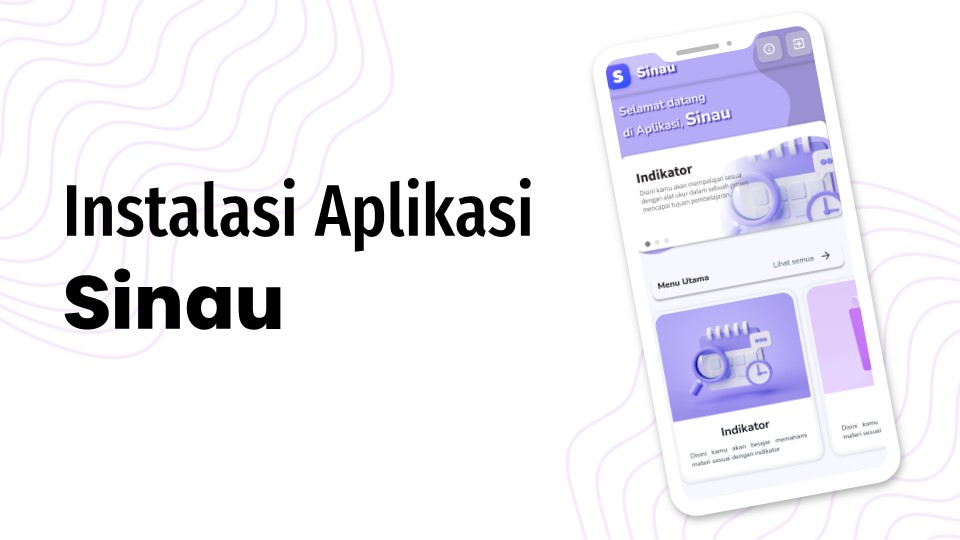 Instalasi Aplikasi
Sinau
S Sinau
Selamat datang
di Aplikasi, Sinau
Indikator
Disini kamu akan mempelajari sesuai
dengan alat ukur dalam sebuah proses
mencapai tujuan pembelajaran.
Menu Utama
Lihat semua
Indikator
Disini kamu akan belajar memahami
materi sesuai dengan indikator
Disini kamu
materi sesuai